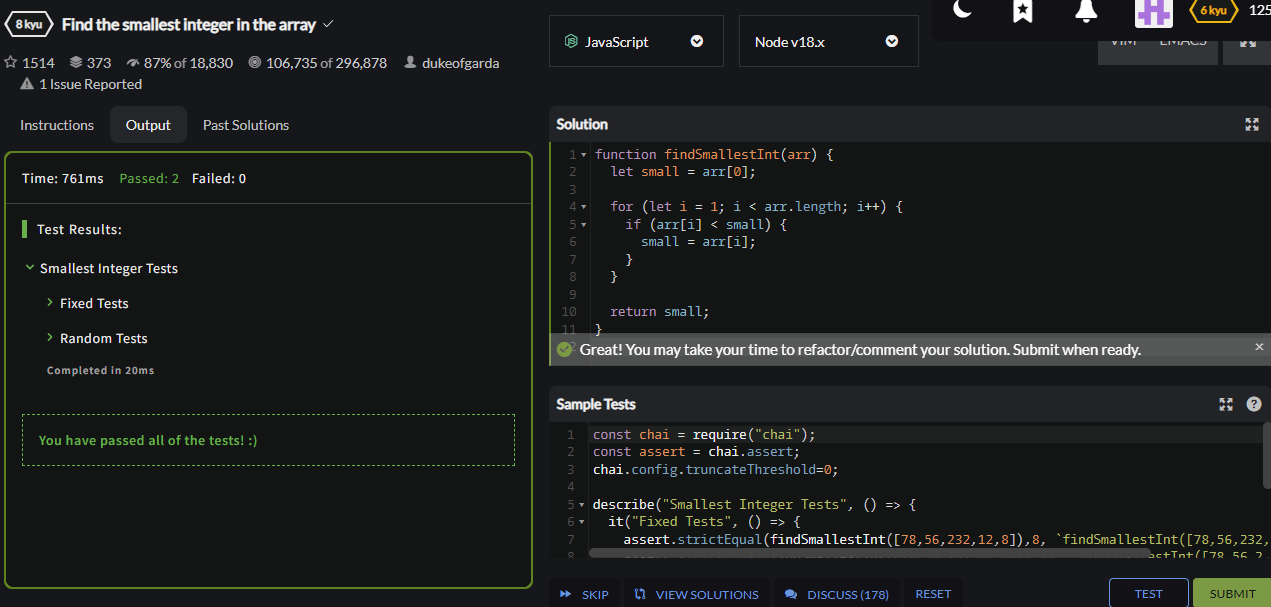 8 kyu Find the smallest integer in the array
1514 373 87% of 18,830 106,735 of 296,878 dukeofgarda
1 Issue Reported
JavaScript
Node v18.x
6 kyu 125
VIM EMACS
Instructions Output Past Solutions
Time: 761ms Passed: 2 Failed: 0
Test Results:
Smallest Integer Tests
Fixed Tests
Random Tests
Completed in 20ms
You have passed all of the tests! :)
Solution
1 function findSmallestInt(arr) {
2 let small = arr[0];
3
4 for (let i = 1; i < arr.length; i++) {
5 if (arr[i] < small) {
6 small = arr[i];
7 }
8 }
9
10 return small;
11 }
Great! You may take your time to refactor/comment your solution. Submit when ready. ×
Sample Tests
1 const chai = require("chai");
2 const assert = chai.assert;
3 chai.config.truncateThreshold=0;
4
5 describe("Smallest Integer Tests", () => {
6 it("Fixed Tests", () => {
7 assert.strictEqual(findSmallestInt([78,56,232,12,8]),8, `findSmallestInt([78,56,232,
8
SKIP VIEW SOLUTIONS DISCUSS (178) RESET TEST SUBMIT